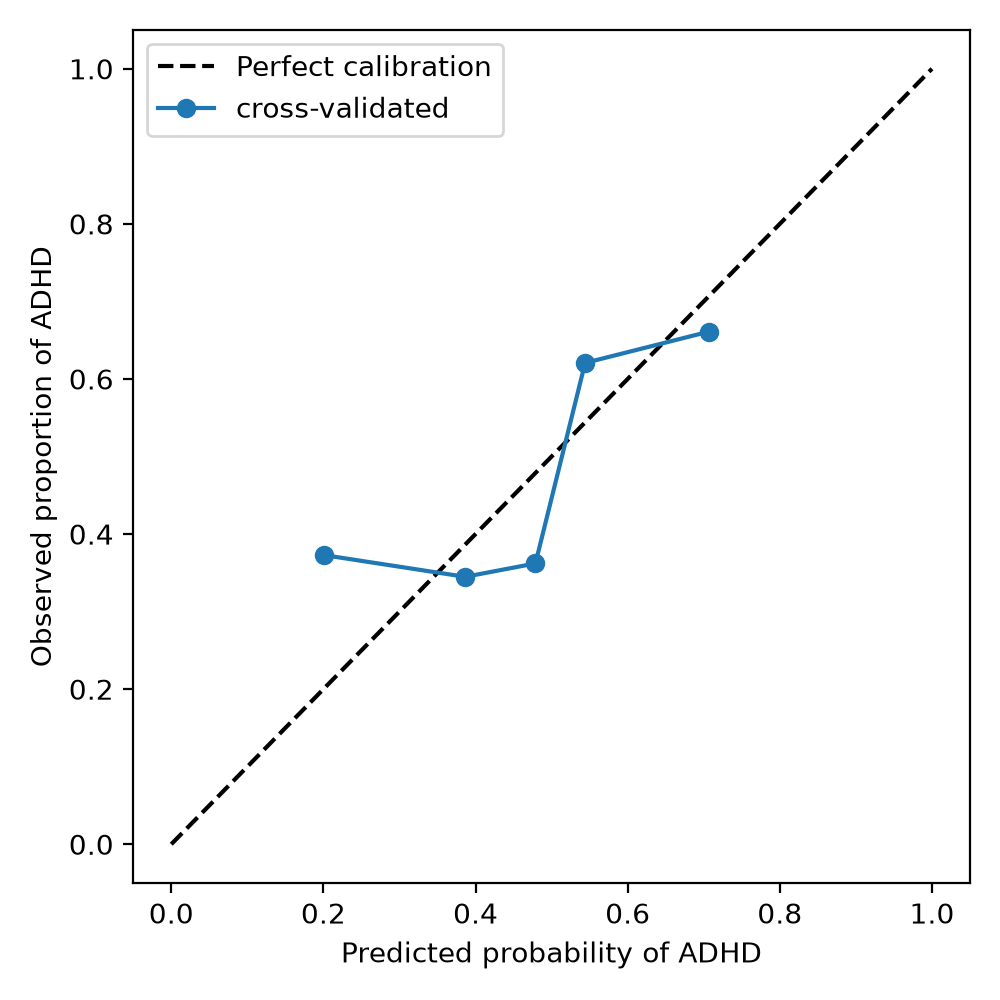 Perfect calibration
cross-validated
1.0
0.8
0.6
0.4
0.2
0.0
Observed proportion of ADHD
0.0 0.2 0.4 0.6 0.8 1.0
Predicted probability of ADHD